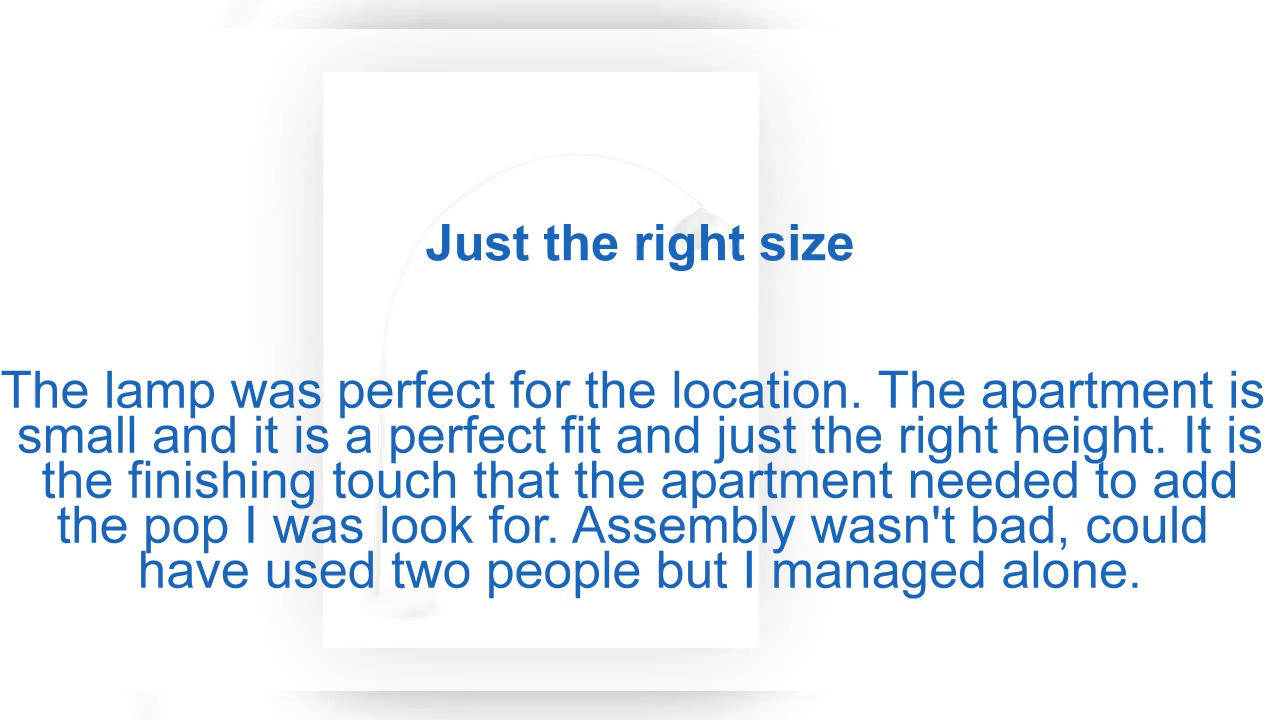 Just the right size
The lamp was perfect for the location. The apartment is
small and it is a perfect fit and just the right height. It is
the finishing touch that the apartment needed to add
the pop I was look for. Assembly wasn't bad, could
have used two people but I managed alone.